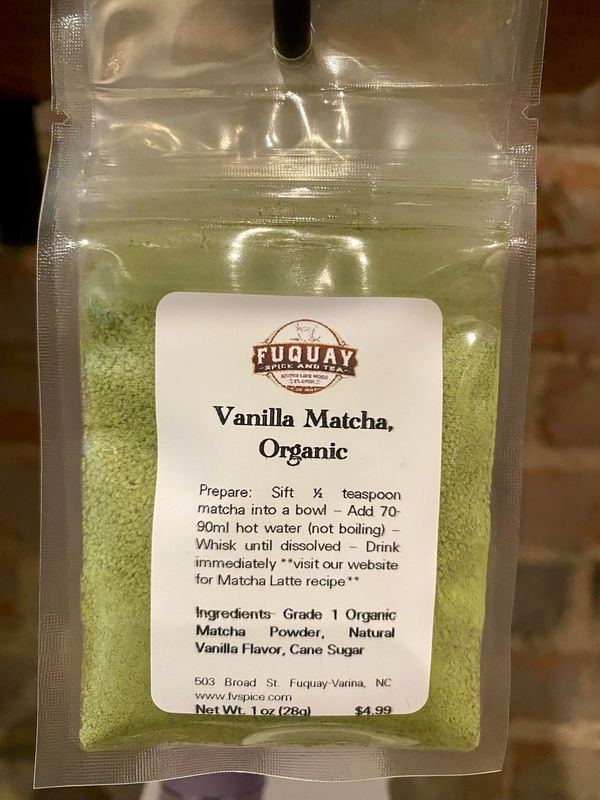 FUQUAY
SPICE AND TEA
Vanilla Matcha,
Organic
Prepare: Sift ½ teaspoon
matcha into a bowl – Add 70-
90ml hot water (not boiling) –
Whisk until dissolved – Drink
immediately **visit our website
for Matcha Latte recipe**
Ingredients- Grade 1 Organic
Matcha Powder, Natural
Vanilla Flavor, Cane Sugar
503 Broad St. Fuquay-Varina, NC
www.fvspice.com
Net Wt. 1 oz (28g) $4.99